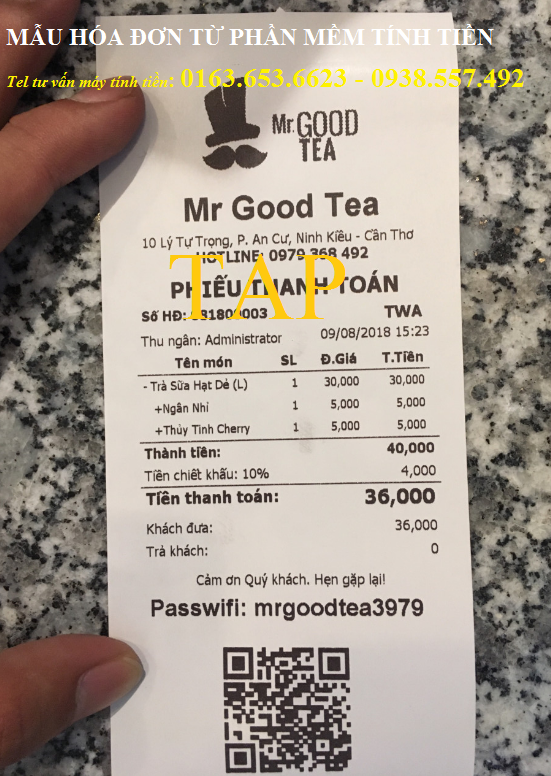 MẪU HÓA ĐƠN TỪ PHẦN MỀM TÍNH TIỀN
Tel tư vấn máy tính tiền: 0163.653.6623 - 0938.557.492
Mr. GOOD
TEA
Mr Good Tea
10 Lý Tự Trọng, P. An Cư, Ninh Kiều - Cần Thơ
HOTLINE: 0979 368 492
TAP
PHIẾU THANH TOÁN
Số HĐ:
TWA
Thu ngân: Administrator
09/08/2018 15:23
Tên món SL Đ.Giá T.Tiền
- Trà Sữa Hạt Dẻ (L) 1 30,000 30,000
+Ngân Nhi 1 5,000 5,000
+Thủy Tinh Cherry 1 5,000 5,000
Thành tiền: 40,000
Tiền chiết khấu: 10% 4,000
Tiền thanh toán: 36,000
Khách đưa: 36,000
Trả khách: 0
Cảm ơn Quý khách. Hẹn gặp lại!
Passwifi: mrgoodtea3979